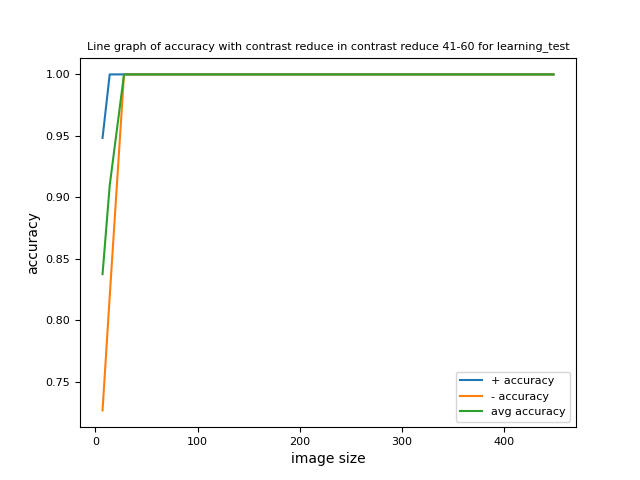 Line graph of accuracy with contrast reduce in contrast reduce 41-60 for learning_test
1.00
0.95
0.90
0.85
0.80
0.75
accuracy
0 100 200 300 400
image size
+ accuracy
- accuracy
avg accuracy